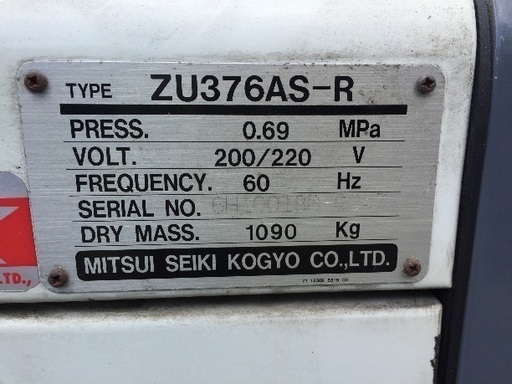 TYPE ZU376AS-R
PRESS. 0.69 MPa
VOLT. 200/220 V
FREQUENCY. 60 Hz
SERIAL NO.
DRY MASS. 1090 Kg
MITSUI SEIKI KOGYO CO.,LTD.
LTD.,